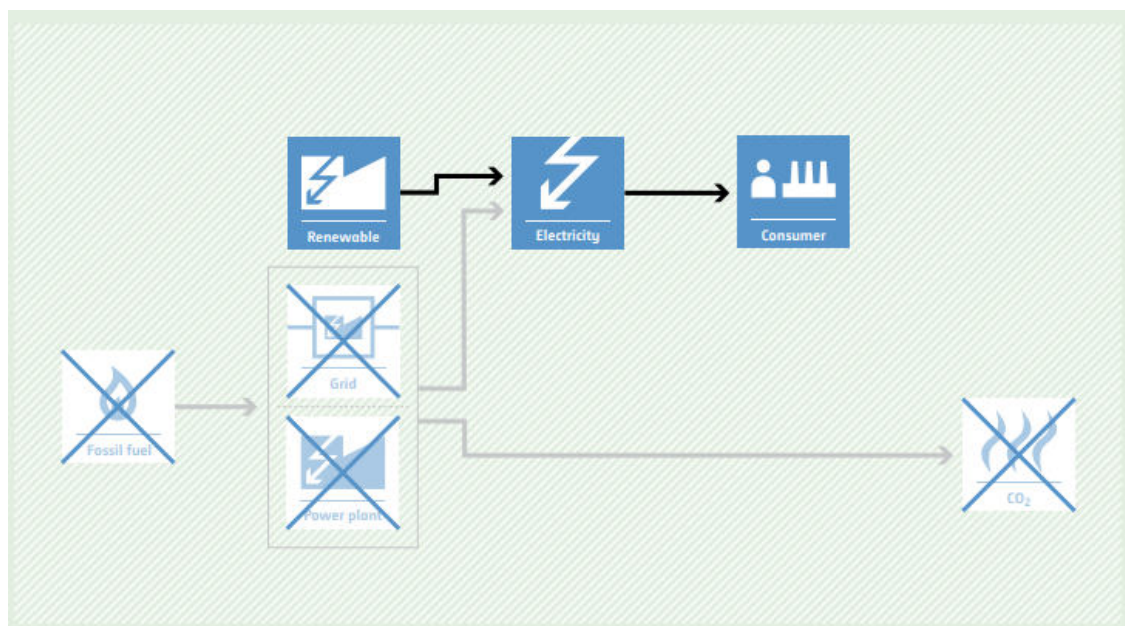 Renewable
Electricity
Consumer
Grid
Fossil fuel
Power plant
CO₂